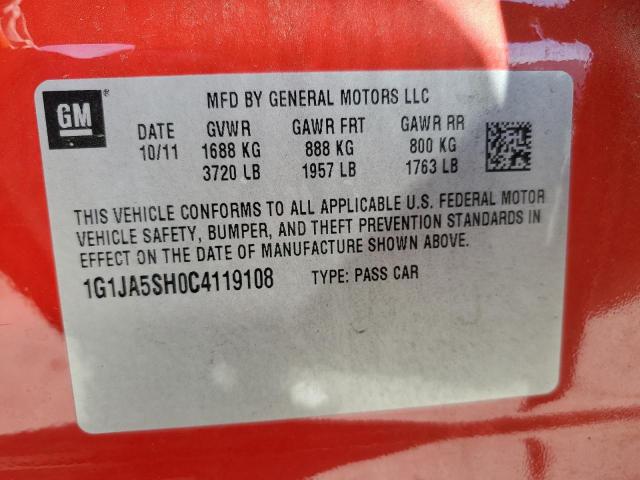 GM ®
MFD BY GENERAL MOTORS LLC
DATE GVWR GAWR FRT GAWR RR
10/11 1688 KG 888 KG 800 KG
3720 LB 1957 LB 1763 LB
THIS VEHICLE CONFORMS TO ALL APPLICABLE U.S. FEDERAL MOTOR
VEHICLE SAFETY, BUMPER, AND THEFT PREVENTION STANDARDS IN
EFFECT ON THE DATE OF MANUFACTURE SHOWN ABOVE.
1G1JA5SH0C4119108 TYPE: PASS CAR